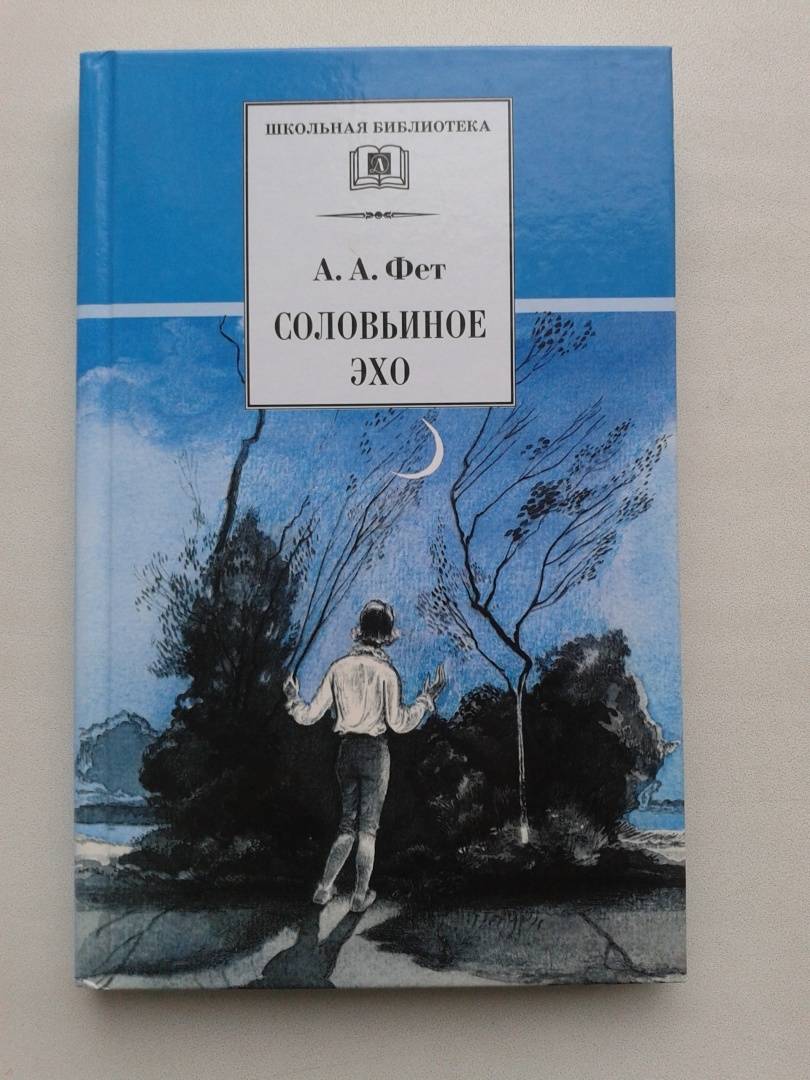 ШКОЛЬНАЯ БИБЛИОТЕКА
Д
А. А. Фет
СОЛОВЬИНОЕ
ЭХО